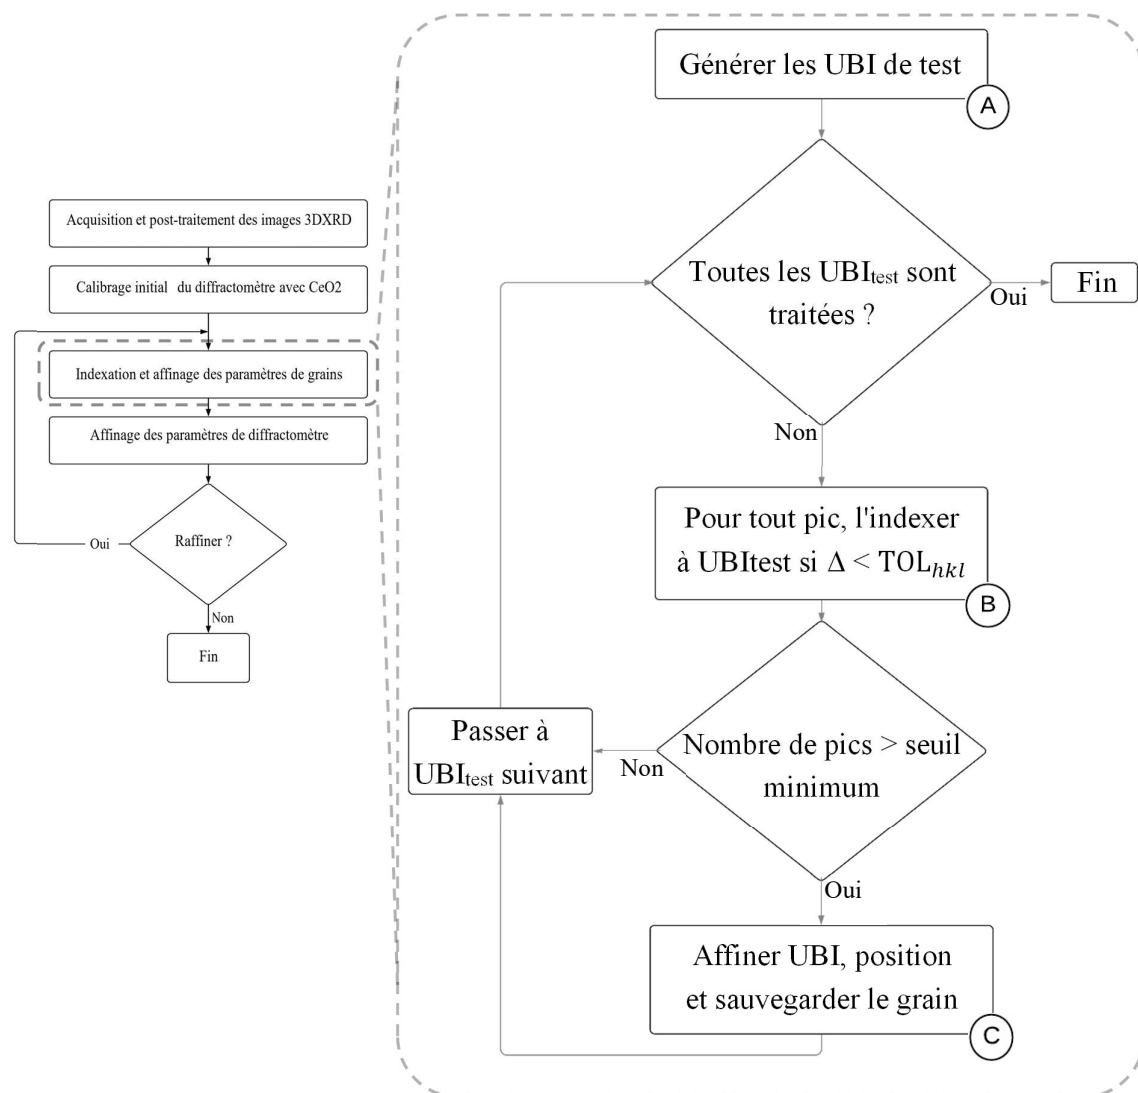 Acquisition et post-traitement des images 3DXRD
Calibrage initial du diffractomètre avec CeO2
Indexation et affinage des paramètres de grains
Affinage des paramètres de diffractomètre
Raffiner ?
Oui
Non
Fin
Générer les UBI de test
A
Toutes les UBItest sont
traitées ?
Oui
Fin
Non
Pour tout pic, l'indexer
à UBItest si Δ < TOLhkl
B
Nombre de pics > seuil
minimum
Non
Passer à
UBItest suivant
Oui
Affiner UBI, position
et sauvegarder le grain
C